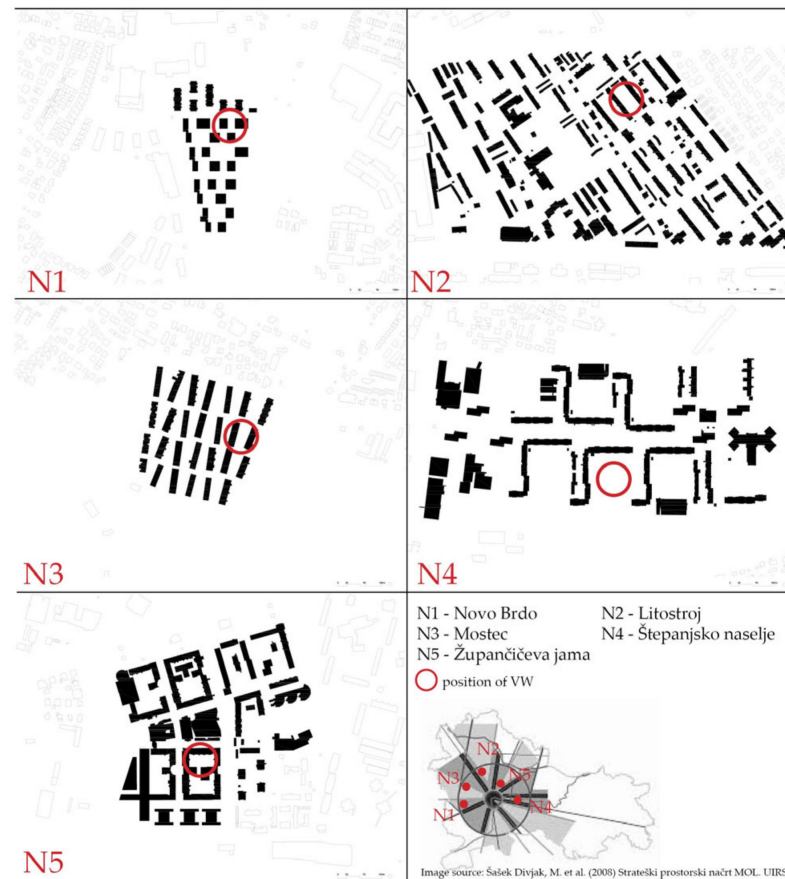 N1
N2
N3
N4
N5
N1 - Novo Brdo
N2 - Litostroj
N3 - Mostec
N4 - Štepanjsko naselje
N5 - Župančičeva jama
position of VW
N2
N3
N5
N4
N1
Image source: Šašek Divjak, M. et al. (2008) Strateški prostorski načrt MOL. UIRS